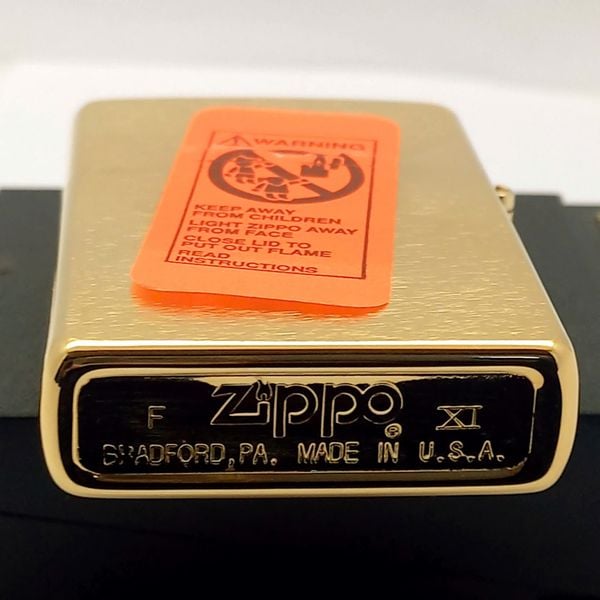 WARNING
KEEP AWAY
FROM CHILDREN
LIGHT ZIPPO AWAY
FROM FACE
CLOSE LID TO
PUT OUT FLAME
READ
INSTRUCTIONS
F Zippo® XI
BRADFORD, PA. MADE IN U.S.A.